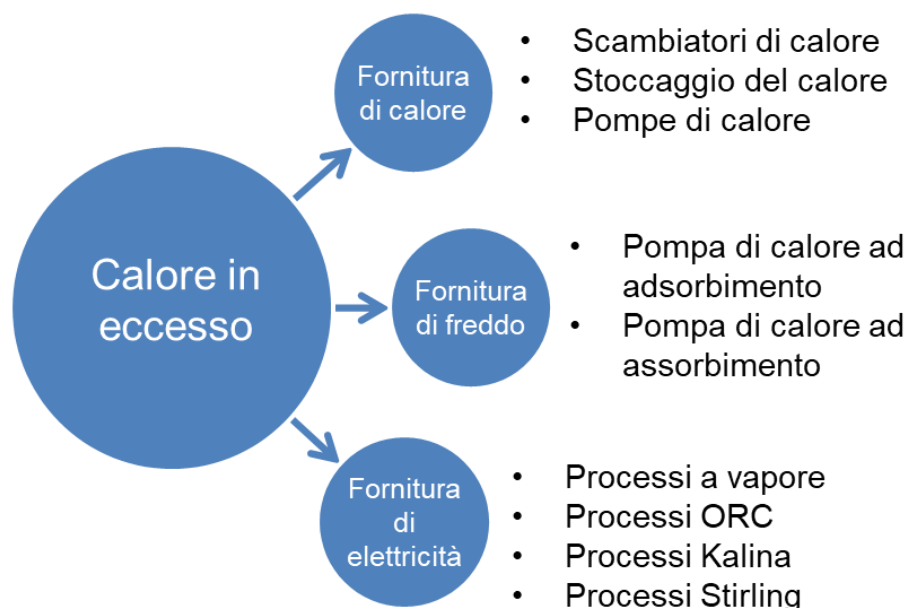 Calore in
eccesso
Fornitura
di calore
• Scambiatori di calore
• Stoccaggio del calore
• Pompe di calore
Fornitura
di freddo
• Pompa di calore ad
adsorbimento
• Pompa di calore ad
assorbimento
Fornitura
di
elettricità
• Processi a vapore
• Processi ORC
• Processi Kalina
• Processi Stirling